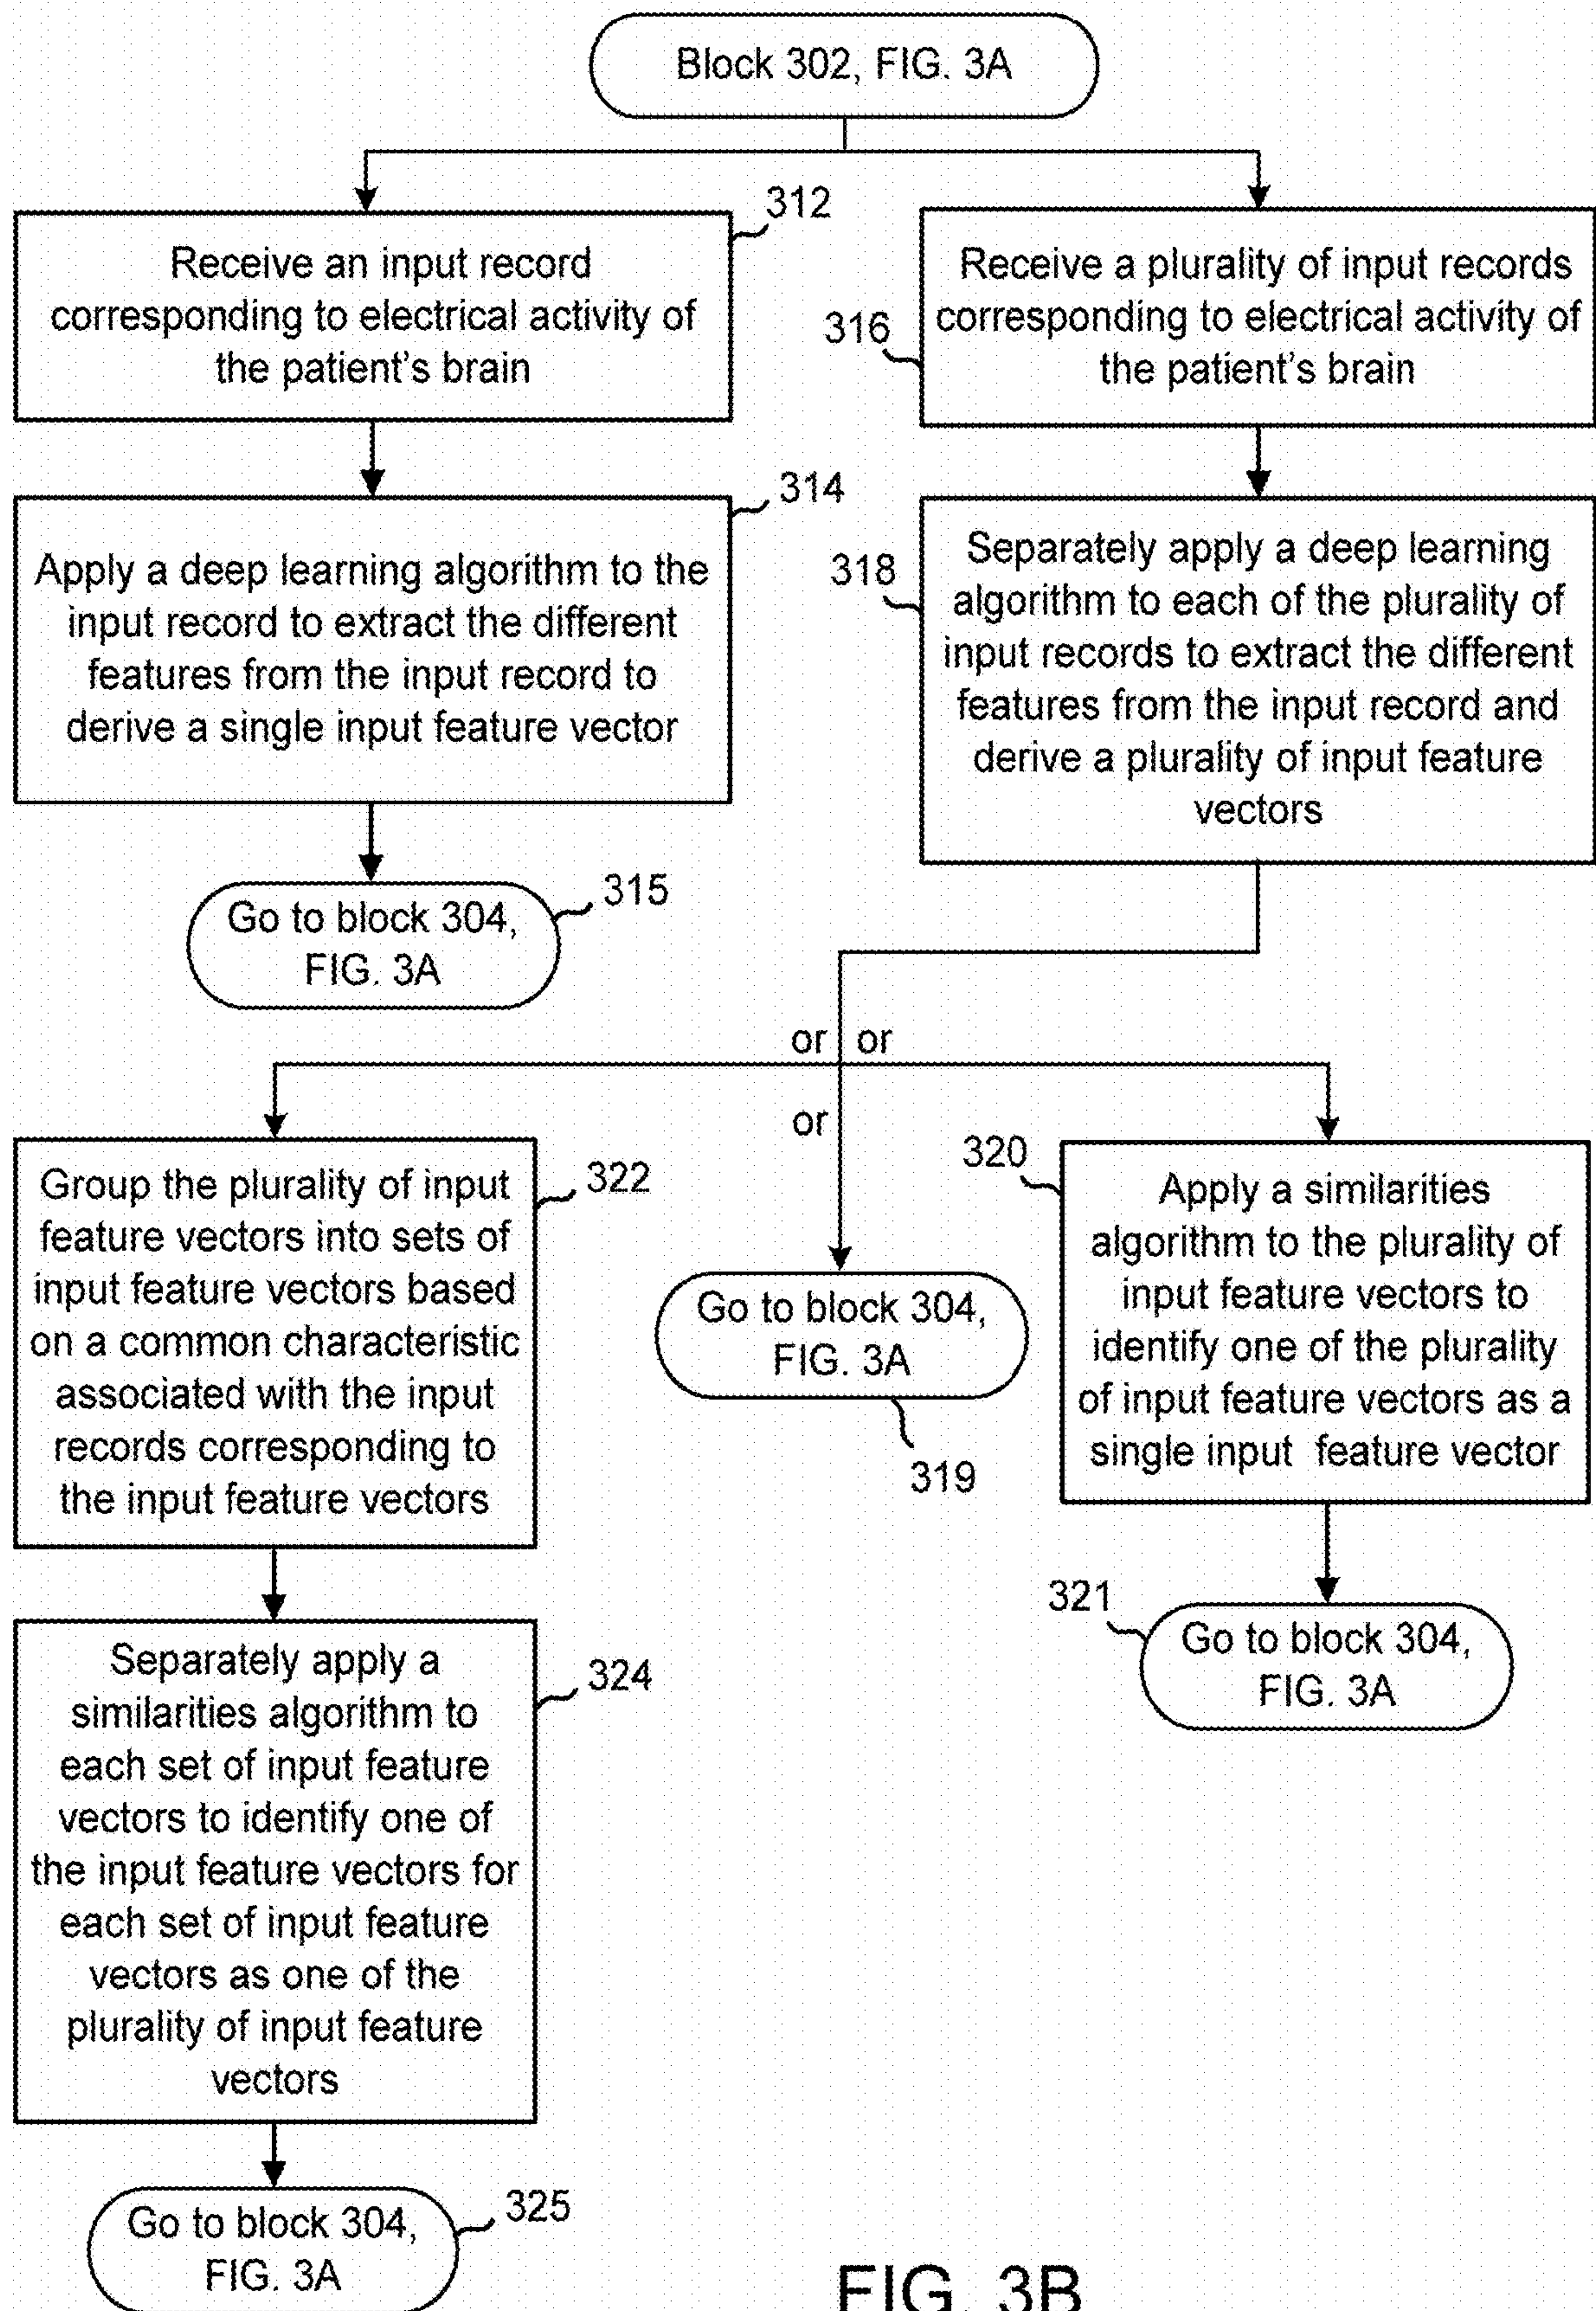 Block 302, FIG. 3A
312
Receive an input record
corresponding to electrical activity of
the patient's brain
316
Receive a plurality of input records
corresponding to electrical activity of
the patient's brain
314
Apply a deep learning algorithm to the
input record to extract the different
features from the input record to
derive a single input feature vector
318
Separately apply a deep learning
algorithm to each of the plurality of
input records to extract the different
features from the input record and
derive a plurality of input feature
vectors
315
Go to block 304,
FIG. 3A
or or
or
322
Group the plurality of input
feature vectors into sets of
input feature vectors based
on a common characteristic
associated with the input
records corresponding to
the input feature vectors
Go to block 304,
FIG. 3A
319
320
Apply a similarities
algorithm to the plurality of
input feature vectors to
identify one of the plurality
of input feature vectors as a
single input feature vector
321
Go to block 304,
FIG. 3A
324
Separately apply a
similarities algorithm to
each set of input feature
vectors to identify one of
the input feature vectors for
each set of input feature
vectors as one of the
plurality of input feature
vectors
325
Go to block 304,
FIG. 3A
FIG. 3B